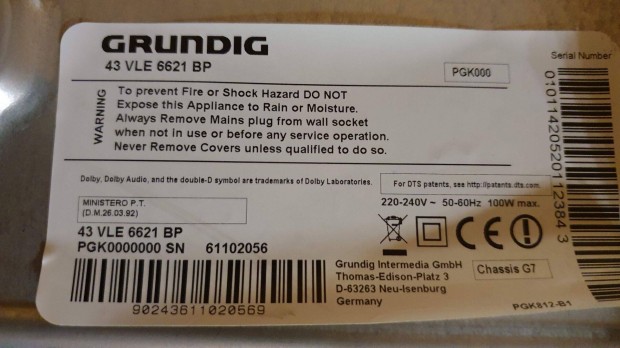 GRUNDIG
43 VLE 6621 BP
PGK000
Serial Number
WARNING
To prevent Fire or Shock Hazard DO NOT
Expose this Appliance to Rain or Moisture.
Always Remove Mains plug from wall socket
when not in use or before any service operation.
Never Remove Covers unless qualified to do so.
010114205201123843
Dolby, Dolby Audio, and the double-D symbol are trademarks of Dolby Laboratories.
For DTS patents, see http://patents.dts.com.
MINISTERO P.T.
(D.M.26.03.92)
220-240V ~ 50-60Hz 100W max.
43 VLE 6621 BP
PGK0000000 SN 61102056
CE
90243611020569
Grundig Intermedia GmbH
Thomas-Edison-Platz 3
D-63263 Neu-Isenburg
Germany
Chassis G7
PGK812-B1